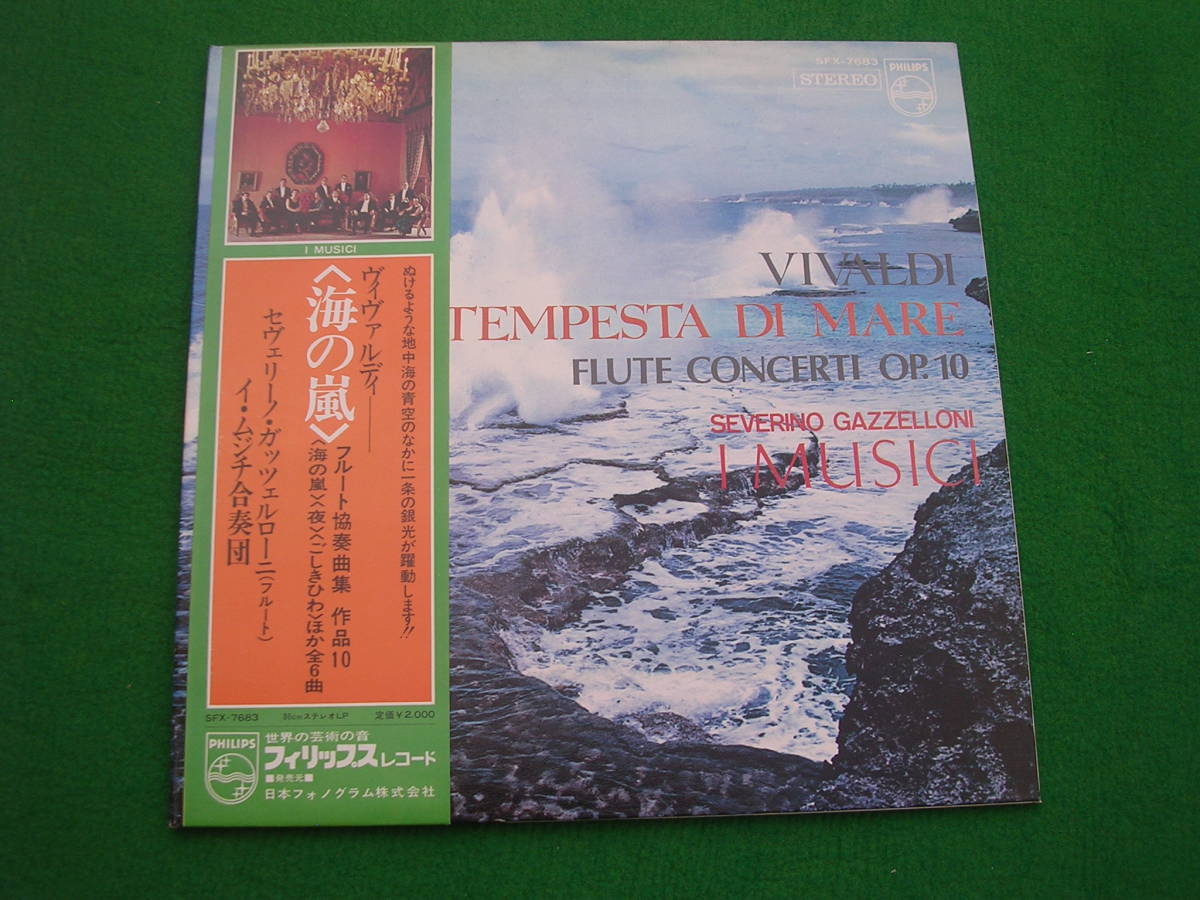 I MUSICI
ぬけるような地中海の青空のなかに一条の銀光が躍動します!!
ヴィヴァルディ――
〈海の嵐〉フルート協奏曲集 作品10
〈海の嵐〉〈夜〉〈ごしきひわ〉ほか全6曲
セヴェリーノ・ガッツェルローニ(フルート)
イ・ムジチ合奏団
SFX-7683 30cmステレオLP 定価¥2,000
PHILIPS
世界の芸術の音
フィリップスレコード
■発売元■
日本フォノグラム株式会社
SFX-7683
STEREO
PHILIPS
VIVALDI
TEMPESTA DI MARE
FLUTE CONCERTI OP. 10
SEVERINO GAZZELLONI
I MUSICI